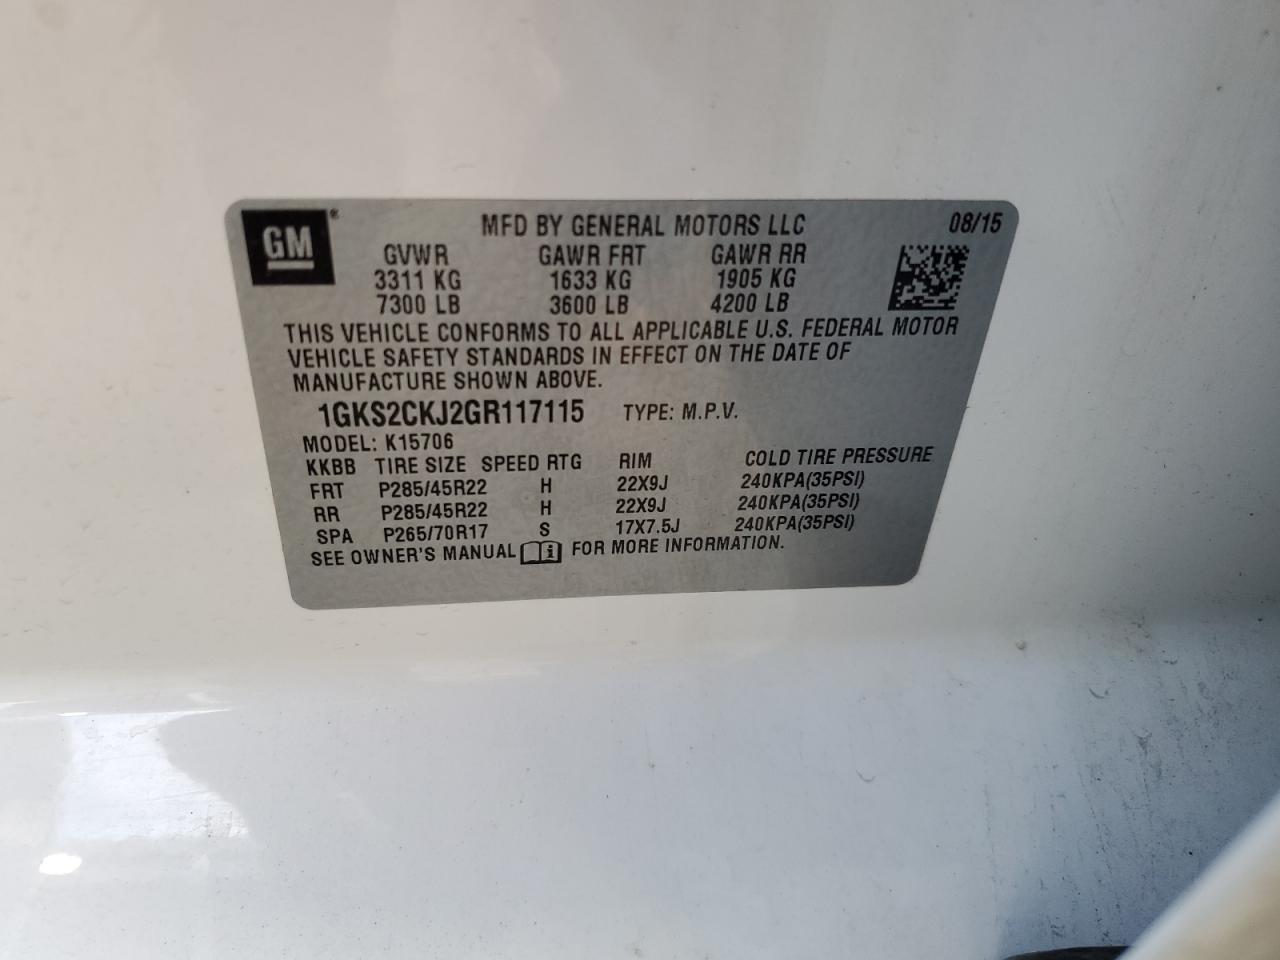 GM® MFD BY GENERAL MOTORS LLC 08/15
GVWR GAWR FRT GAWR RR
3311 KG 1633 KG 1905 KG
7300 LB 3600 LB 4200 LB
THIS VEHICLE CONFORMS TO ALL APPLICABLE U.S. FEDERAL MOTOR
VEHICLE SAFETY STANDARDS IN EFFECT ON THE DATE OF
MANUFACTURE SHOWN ABOVE.
1GKS2CKJ2GR117115 TYPE: M.P.V.
MODEL: K15706
KKBB TIRE SIZE SPEED RTG RIM COLD TIRE PRESSURE
FRT P285/45R22 H 22X9J 240KPA(35PSI)
RR P285/45R22 H 22X9J 240KPA(35PSI)
SPA P265/70R17 S 17X7.5J 240KPA(35PSI)
SEE OWNER'S MANUAL i FOR MORE INFORMATION.